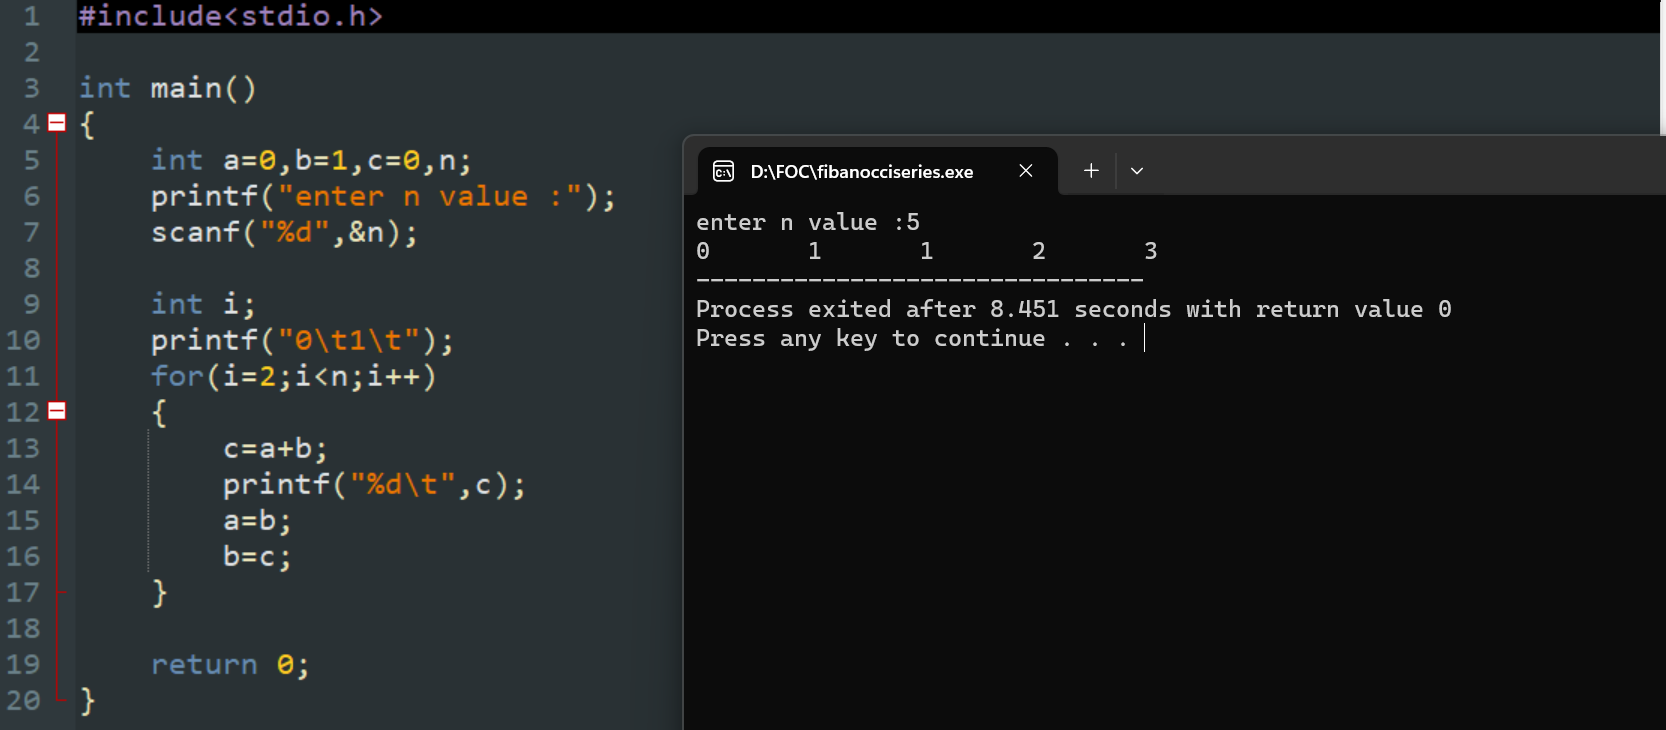 1 #include<stdio.h>
2
3 int main()
4 {
5     int a=0,b=1,c=0,n;
6     printf("enter n value :");
7     scanf("%d",&n);
8
9     int i;
10     printf("0\t1\t");
11     for(i=2;i<n;i++)
12     {
13         c=a+b;
14         printf("%d\t",c);
15         a=b;
16         b=c;
17     }
18
19     return 0;
20 }
D:\FOC\fibanocciseries.exe
enter n value :5
0       1       1       2       3
--------------------------------
Process exited after 8.451 seconds with return value 0
Press any key to continue . . .